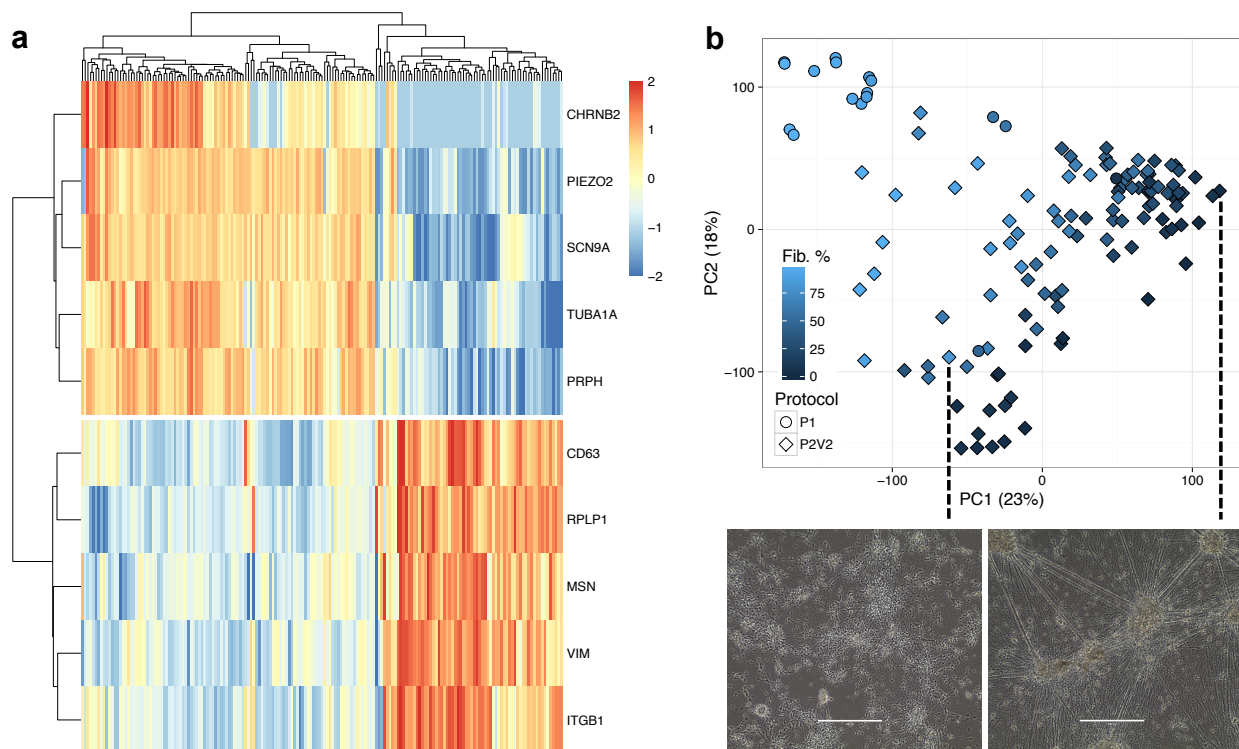 a
2
1
0
−1
−2
CHRNB2
PIEZO2
SCN9A
TUBA1A
PRPH
CD63
RPLP1
MSN
VIM
ITGB1
b
PC2 (18%)
100
0
−100
Fib. %
75
50
25
0
Protocol
P1
P2V2
−100
0
100
PC1 (23%)